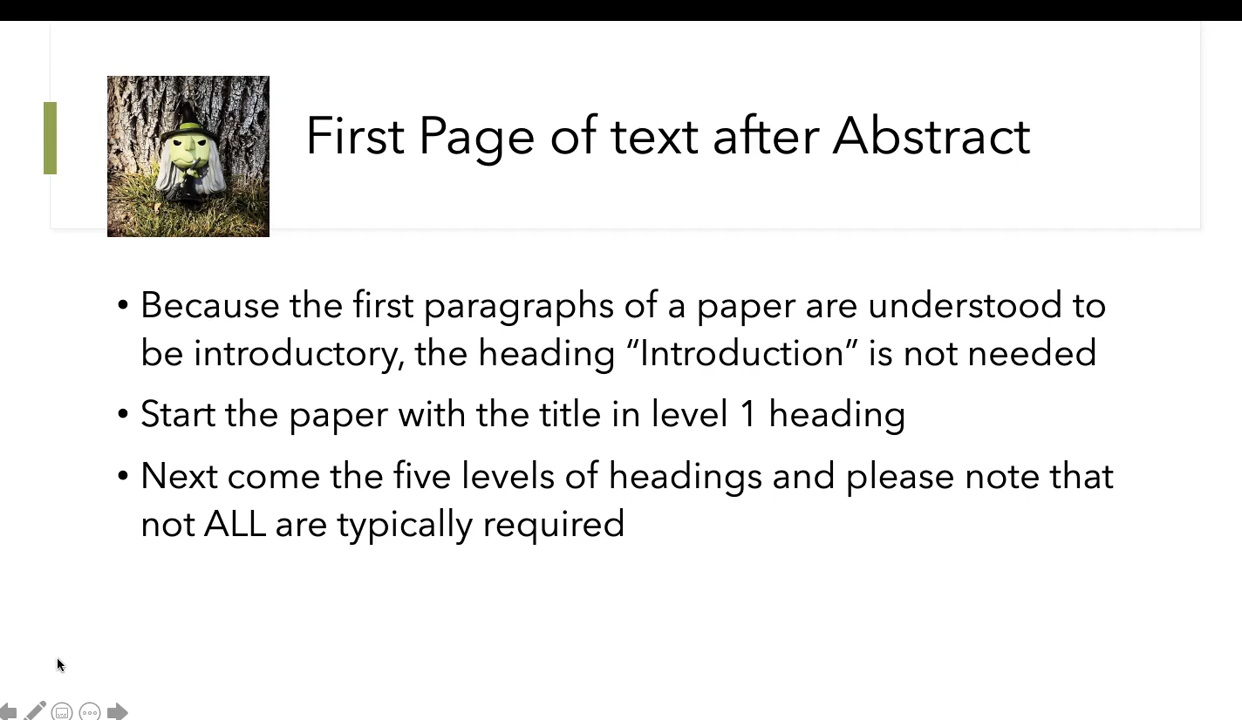 First Page of text after Abstract
• Because the first paragraphs of a paper are understood to
be introductory, the heading “Introduction” is not needed
• Start the paper with the title in level 1 heading
• Next come the five levels of headings and please note that
not ALL are typically required